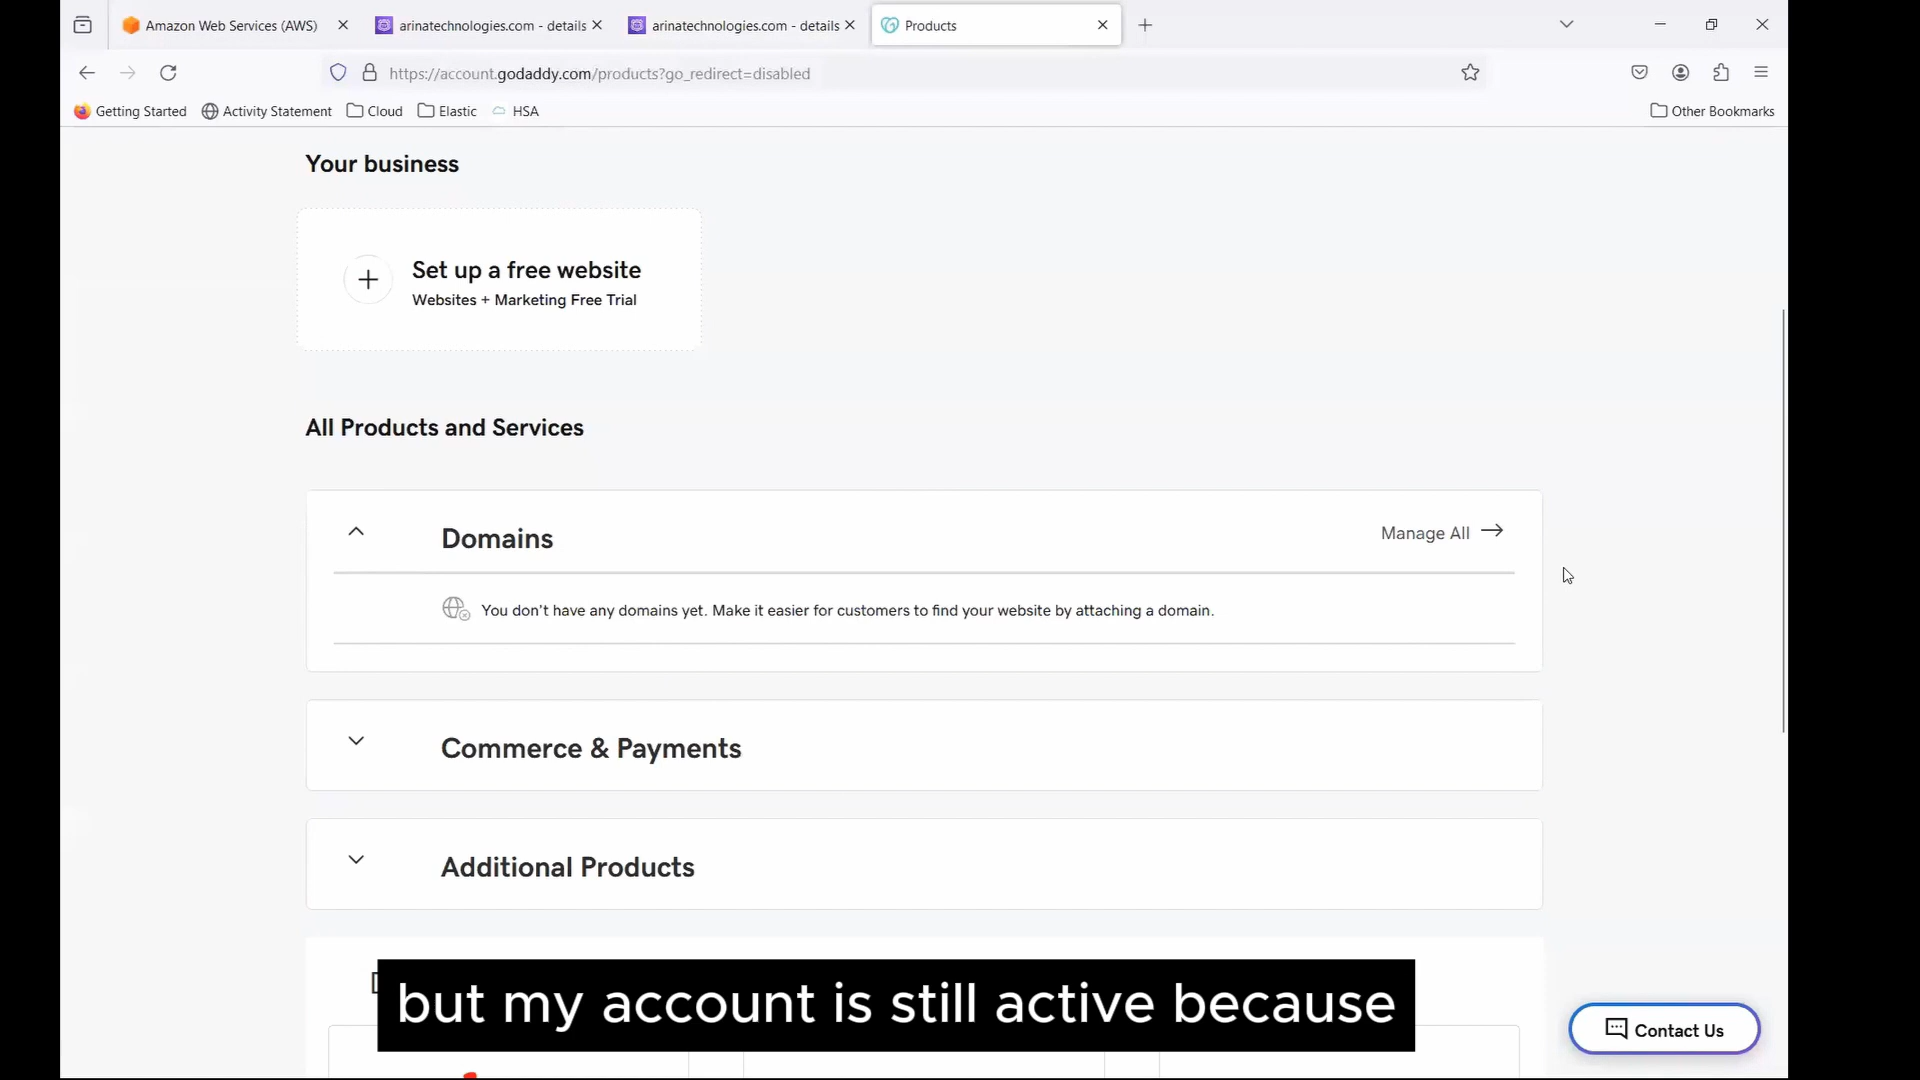 Amazon Web Services (AWS)
arinatechnologies.com - details
arinatechnologies.com - details
Products
https://account.godaddy.com/products?go_redirect=disabled
Getting Started
Activity Statement
Cloud
Elastic
HSA
Other Bookmarks
Your business
Set up a free website
Websites + Marketing Free Trial
All Products and Services
Domains
Manage All
You don't have any domains yet. Make it easier for customers to find your website by attaching a domain.
Commerce & Payments
Additional Products
but my account is still active because
Contact Us